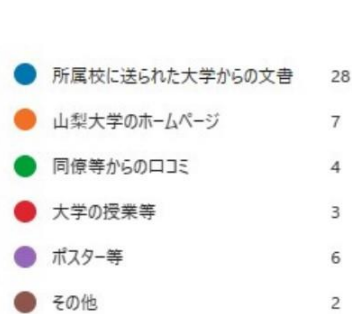 所属校に送られた大学からの文書 28
山梨大学のホームページ 7
同僚等からの口コミ 4
大学の授業等 3
ポスター等 6
その他 2